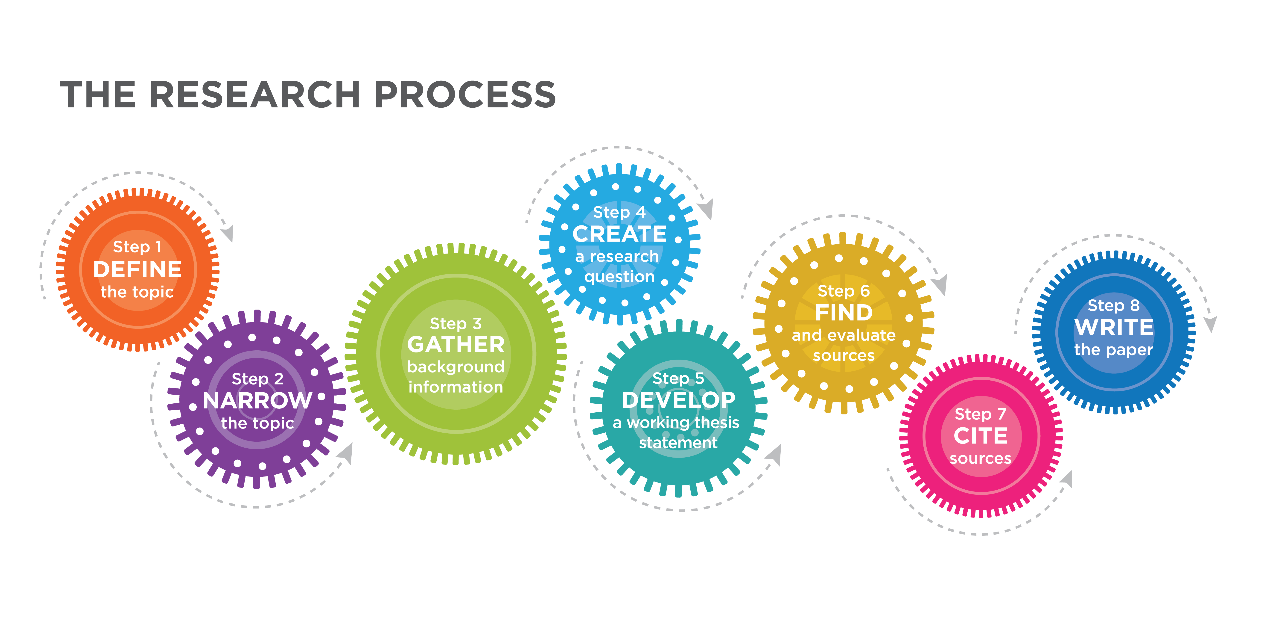 THE RESEARCH PROCESS
Step 1
DEFINE
the topic
Step 2
NARROW
the topic
Step 3
GATHER
background
information
Step 4
CREATE
a research
question
Step 5
DEVELOP
a working thesis
statement
Step 6
FIND
and evaluate
sources
Step 7
CITE
sources
Step 8
WRITE
the paper